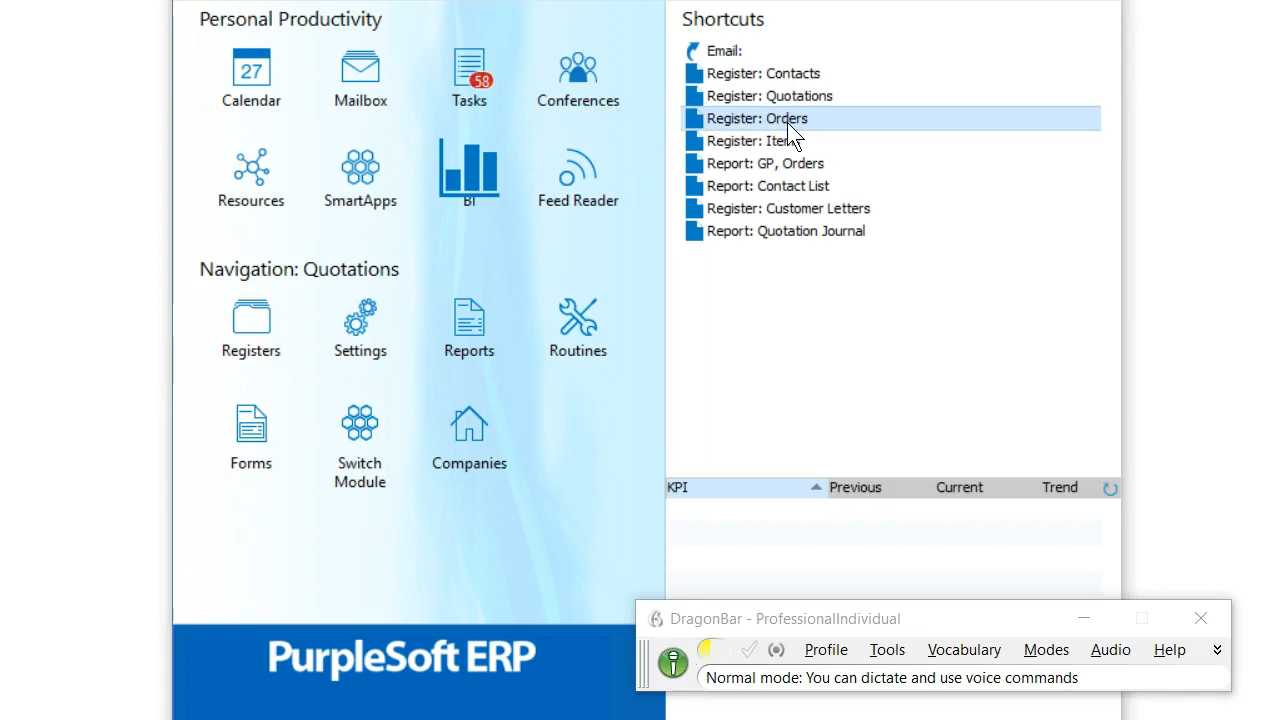 Personal Productivity
27
Calendar
Mailbox
58
Tasks
Conferences
Resources
SmartApps
BI
Feed Reader
Navigation: Quotations
Registers
Settings
Reports
Routines
Forms
Switch
Module
Companies
PurpleSoft ERP
Shortcuts
Email:
Register: Contacts
Register: Quotations
Register: Orders
Register: Items
Report: GP, Orders
Report: Contact List
Register: Customer Letters
Report: Quotation Journal
KPI Previous Current Trend
DragonBar - ProfessionalIndividual
Profile Tools Vocabulary Modes Audio Help
Normal mode: You can dictate and use voice commands